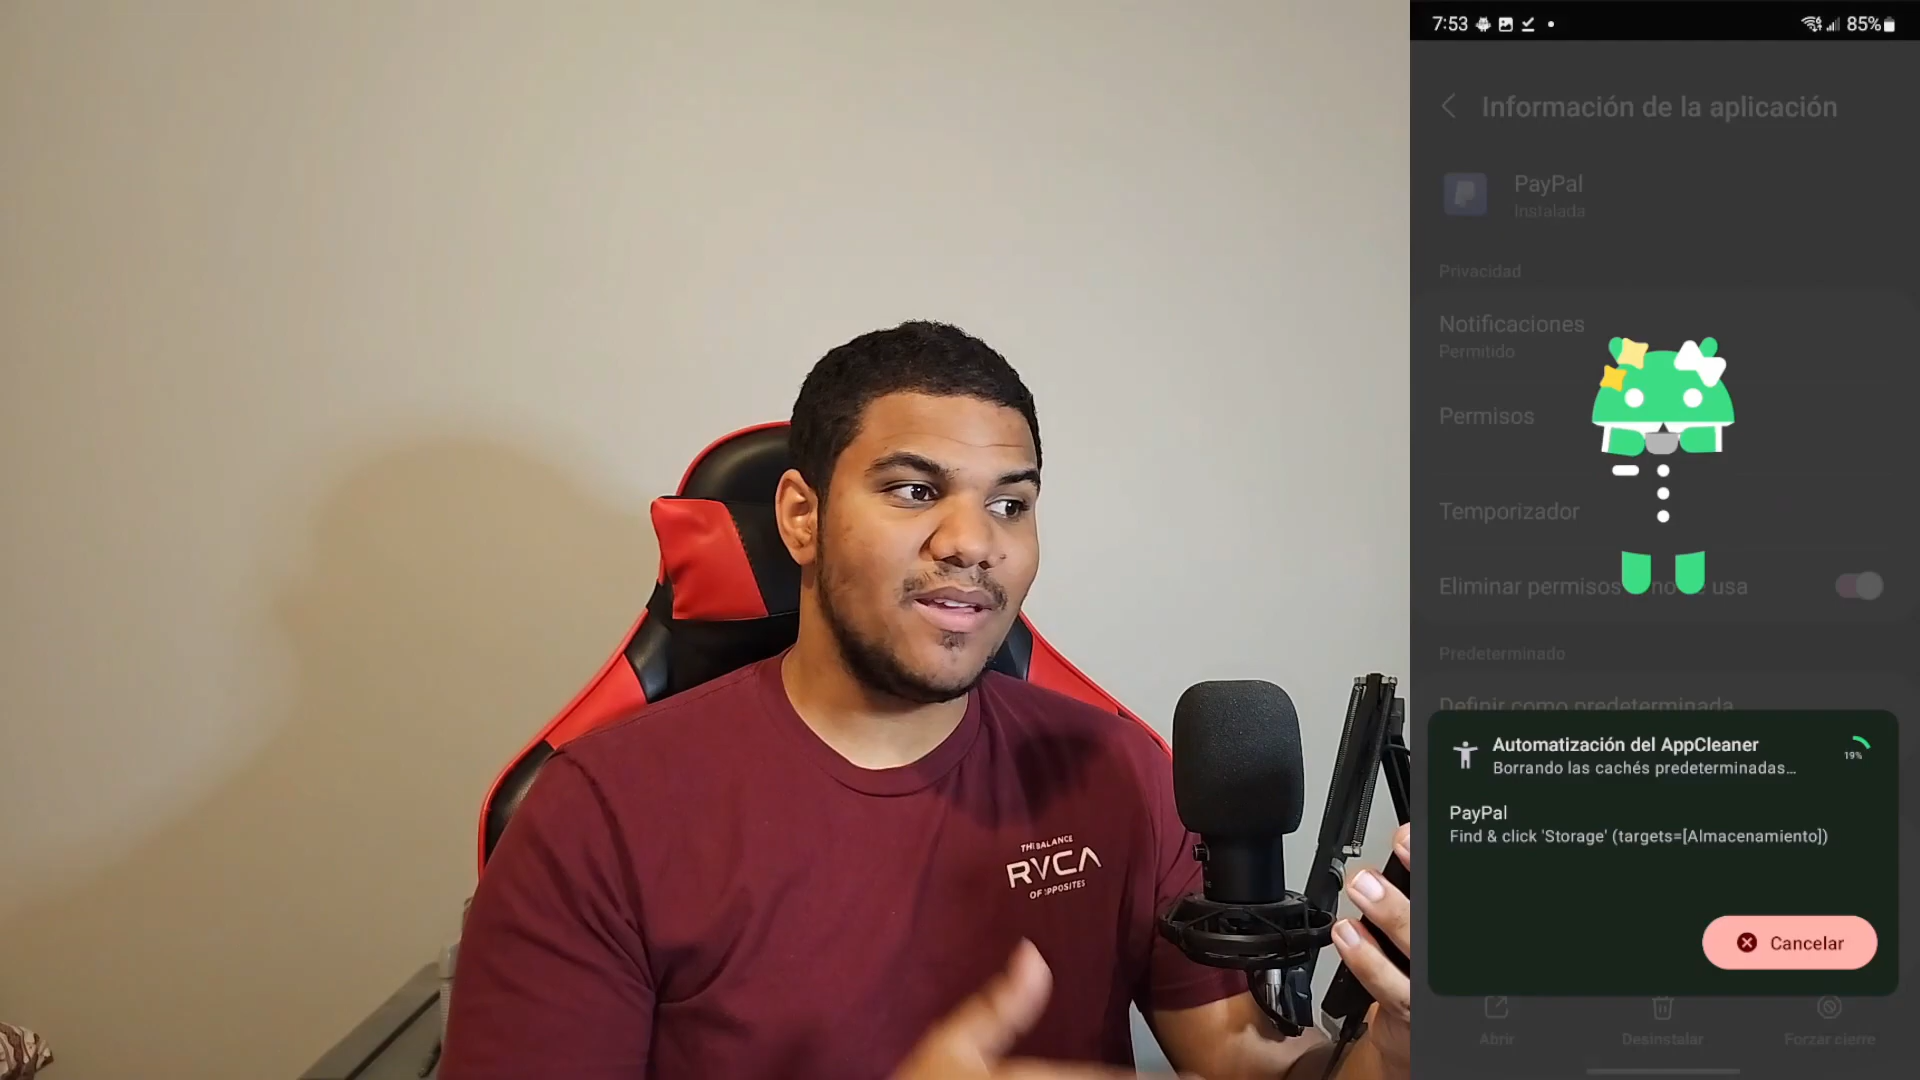 THE BALANCE
RVCA
OF OPPOSITES
7:53
85%
Información de la aplicación
PayPal
Instalada
Privacidad
Notificaciones
Permitido
Permisos
Temporizador
Eliminar permisos no usa
Predeterminado
Definir como predeterminada
Automatización del AppCleaner
19%
Borrando las cachés predeterminadas...
PayPal
Find & click 'Storage' (targets=[Almacenamiento])
Cancelar
Abrir
Desinstalar
Forzar cierre